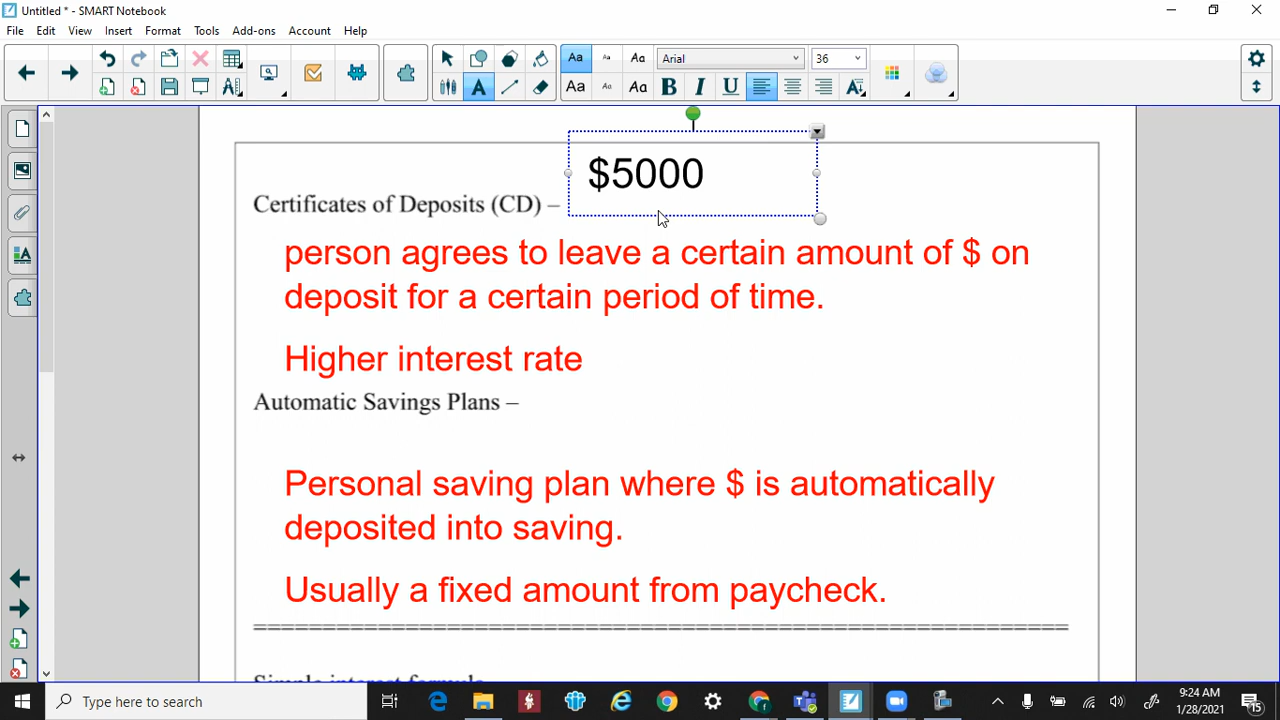 Untitled * - SMART Notebook
File Edit View Insert Format Tools Add-ons Account Help
Aa Aa Aa Arial 36
A Aa Aa Aa B I U
$5000
Certificates of Deposits (CD) –
person agrees to leave a certain amount of $ on
deposit for a certain period of time.
Higher interest rate
Automatic Savings Plans –
Personal saving plan where $ is automatically
deposited into saving.
Usually a fixed amount from paycheck.
Simple interest formula
Type here to search
9:24 AM
1/28/2021
15